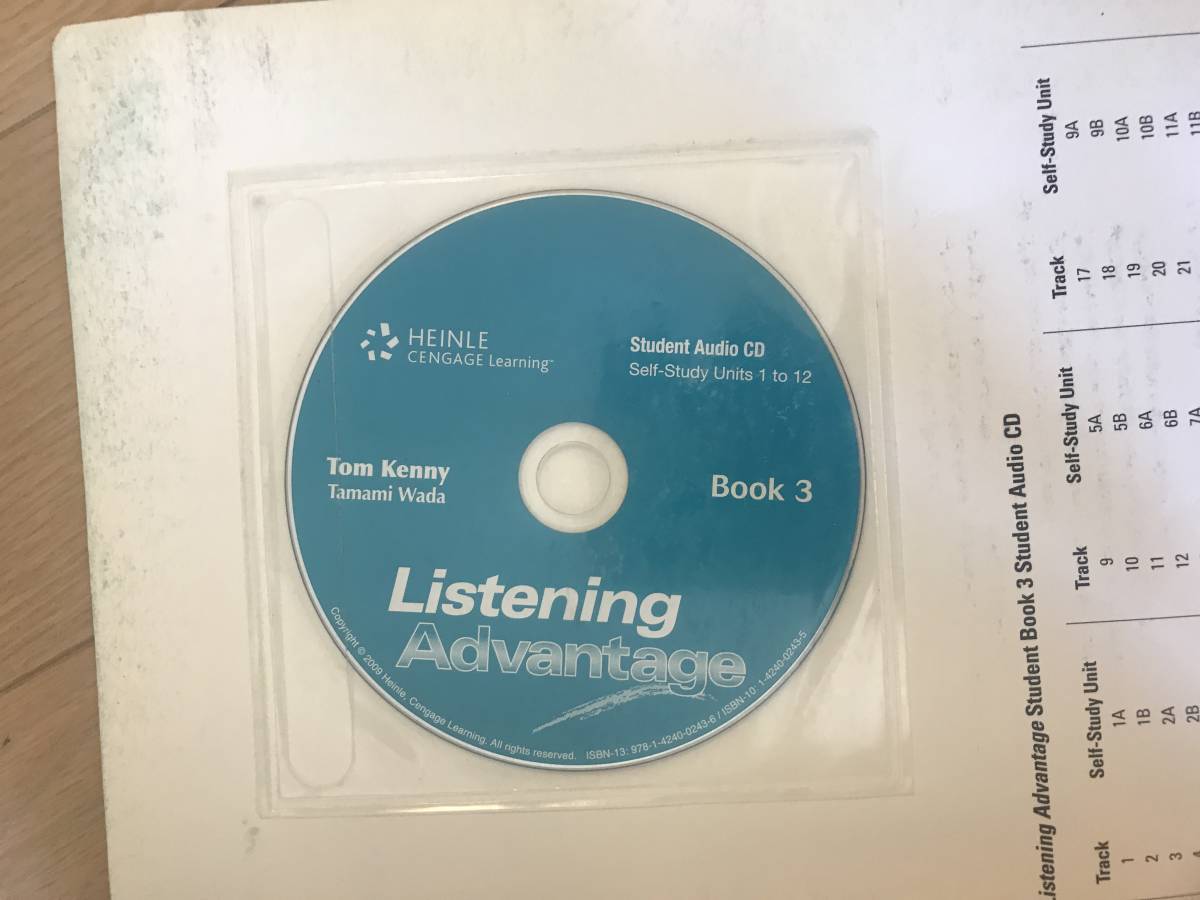 HEINLE
CENGAGE Learning™
Student Audio CD
Self-Study Units 1 to 12
Tom Kenny
Tamami Wada
Book 3
Listening
Advantage
Copyright © 2009 Heinle, Cengage Learning. All rights reserved. ISBN-13: 978-1-4240-0243-6 / ISBN-10: 1-4240-0243-5
Listening Advantage Student Book 3 Student Audio CD
Track Self-Study Unit Track Self-Study Unit Track Self-Study Unit
1 1A 9 5A 17 9A
2 1B 10 5B 18 9B
3 2A 11 6A 19 10A
4 2B 12 6B 20 10B
7A 21 11A
11B